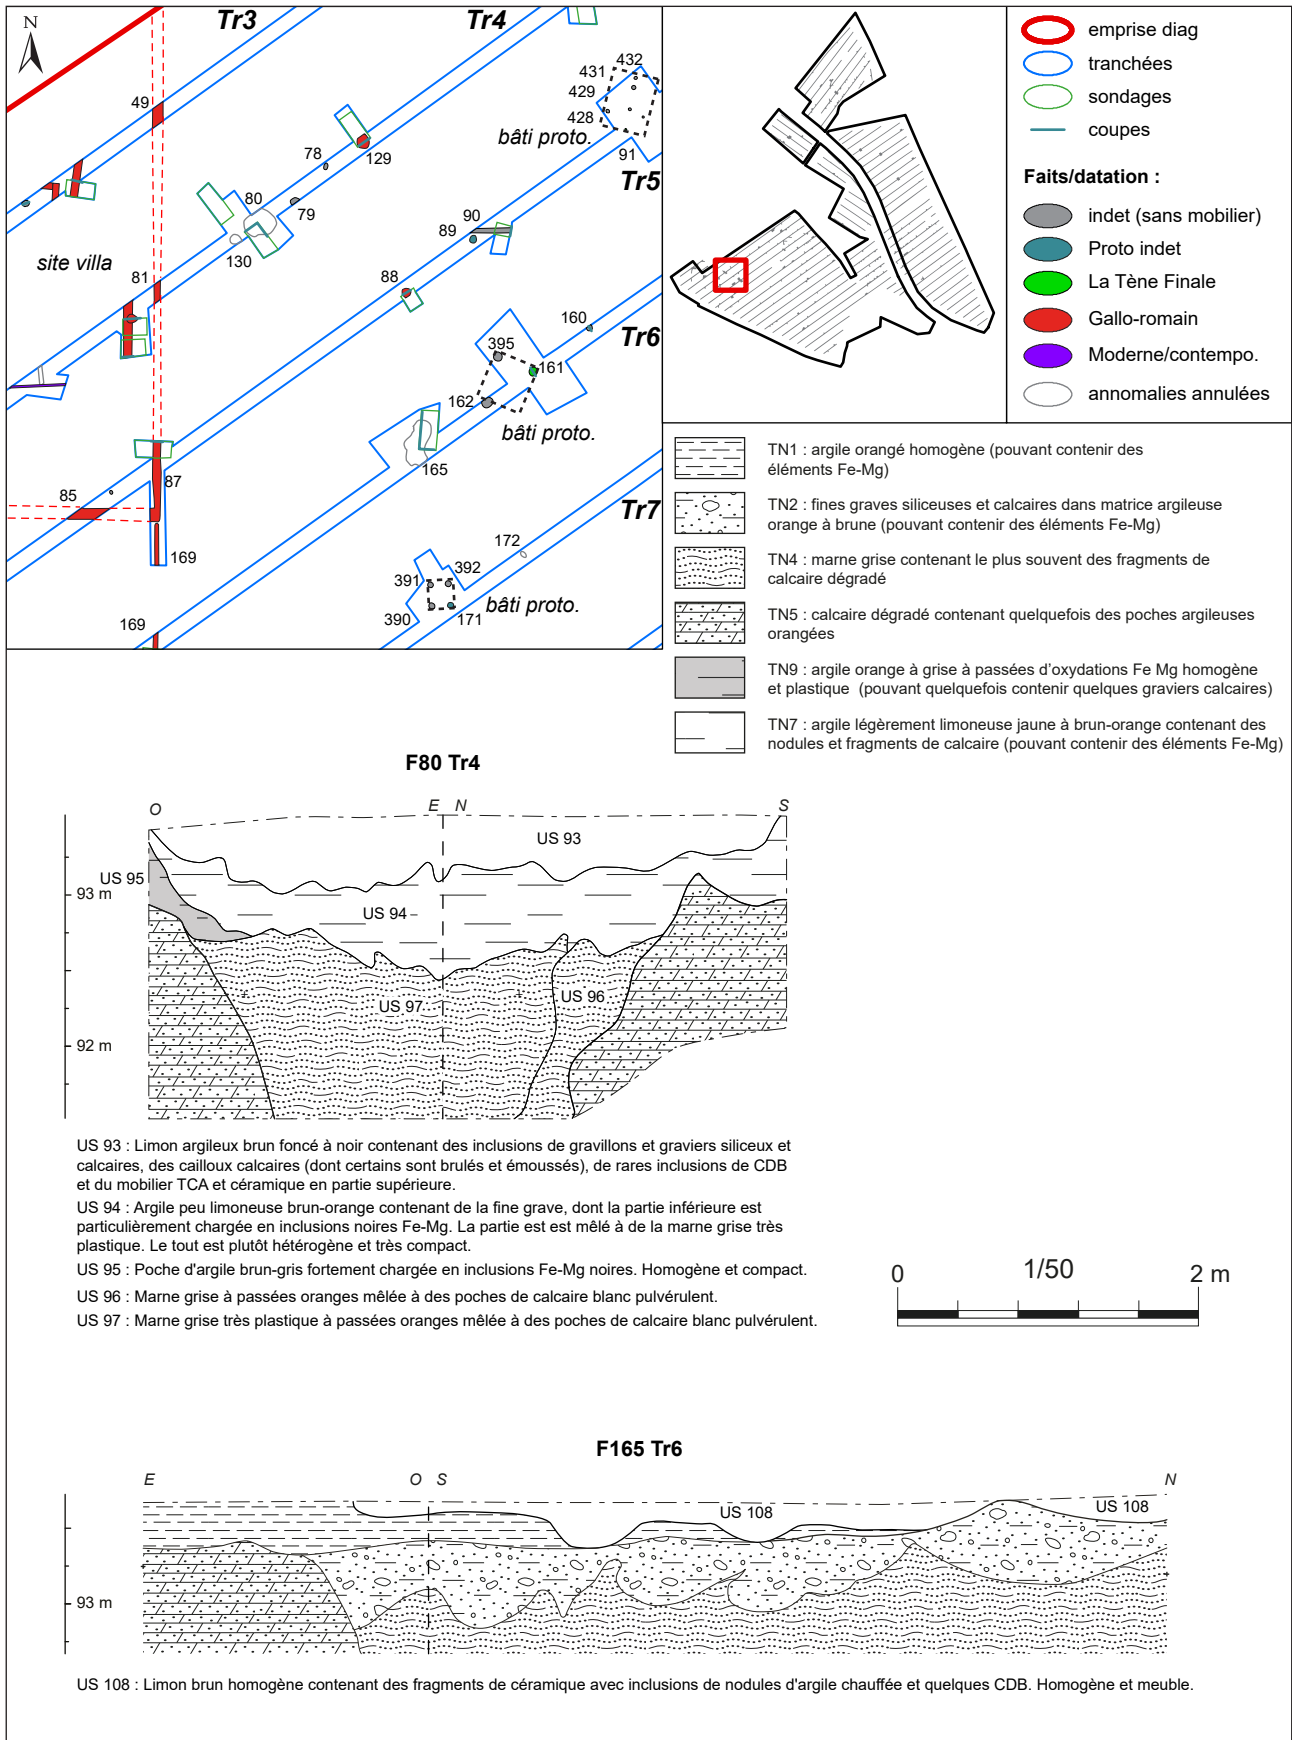 N
Tr3
Tr4
49
78
129
80
79
130
site villa
81
432
431
429
428
bâti proto.
91
Tr5
90
89
88
160
Tr6
395
161
162
bâti proto.
165
85
87
169
Tr7
172
391
392
bâti proto.
390
171
169
emprise diag
tranchées
sondages
coupes
Faits/datation :
indet (sans mobilier)
Proto indet
La Tène Finale
Gallo-romain
Moderne/contempo.
annomalies annulées
TN1 : argile orangé homogène (pouvant contenir des
éléments Fe-Mg)
TN2 : fines graves siliceuses et calcaires dans matrice argileuse
orange à brune (pouvant contenir des éléments Fe-Mg)
TN4 : marne grise contenant le plus souvent des fragments de
calcaire dégradé
TN5 : calcaire dégradé contenant quelquefois des poches argileuses
orangées
TN9 : argile orange à grise à passées d'oxydations Fe Mg homogène
et plastique (pouvant quelquefois contenir quelques graviers calcaires)
TN7 : argile légèrement limoneuse jaune à brun-orange contenant des
nodules et fragments de calcaire (pouvant contenir des éléments Fe-Mg)
F80 Tr4
O
E N
S
US 93
US 95
93 m
US 94
US 97
US 96
92 m
US 93 : Limon argileux brun foncé à noir contenant des inclusions de gravillons et graviers siliceux et
calcaires, des cailloux calcaires (dont certains sont brulés et émoussés), de rares inclusions de CDB
et du mobilier TCA et céramique en partie supérieure.
US 94 : Argile peu limoneuse brun-orange contenant de la fine grave, dont la partie inférieure est
particulièrement chargée en inclusions noires Fe-Mg. La partie est est mêlé à de la marne grise très
plastique. Le tout est plutôt hétérogène et très compact.
US 95 : Poche d'argile brun-gris fortement chargée en inclusions Fe-Mg noires. Homogène et compact.
US 96 : Marne grise à passées oranges mêlée à des poches de calcaire blanc pulvérulent.
US 97 : Marne grise très plastique à passées oranges mêlée à des poches de calcaire blanc pulvérulent.
0 1/50 2 m
F165 Tr6
E
O S
N
US 108
US 108
93 m
US 108 : Limon brun homogène contenant des fragments de céramique avec inclusions de nodules d'argile chauffée et quelques CDB. Homogène et meuble.